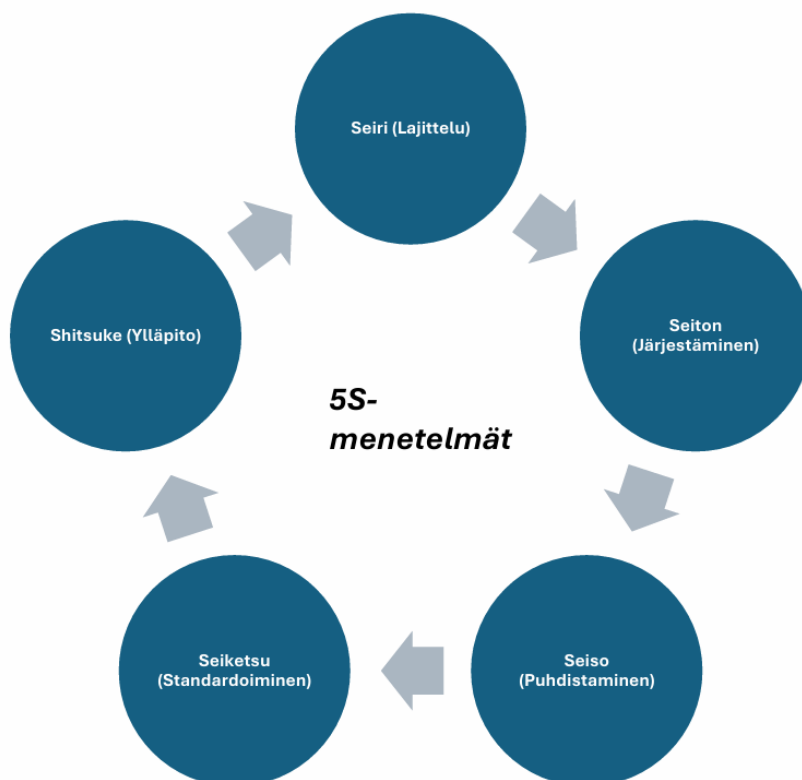 Seiri (Lajittelu)
Seiton
(Järjestäminen)
Seiso
(Puhdistaminen)
Seiketsu
(Standardoiminen)
Shitsuke (Ylläpito)
5S-
menetelmät